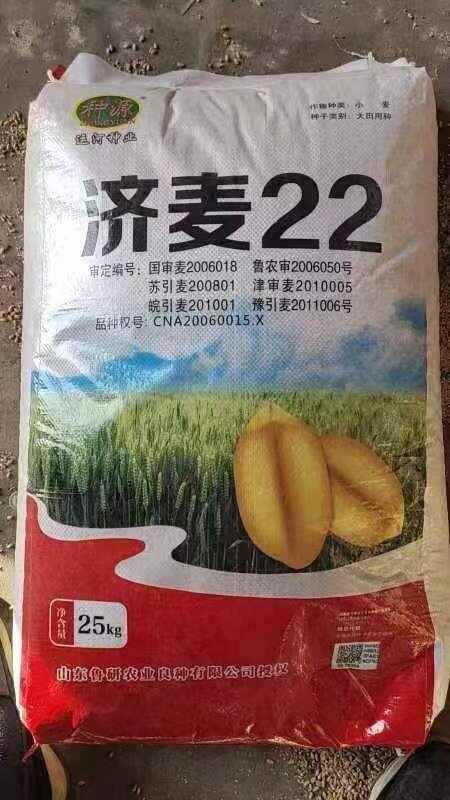 种源
运河种业
作物种类：小 麦
种子类别：大田用种
济麦22
审定编号：国审麦2006018 鲁农审2006050号
苏引麦200801 津审麦2010005
皖引麦201001 豫引麦2011006号
品种权号：CNA20060015.X
净含量
25kg
山东鲁研农业良种有限公司授权